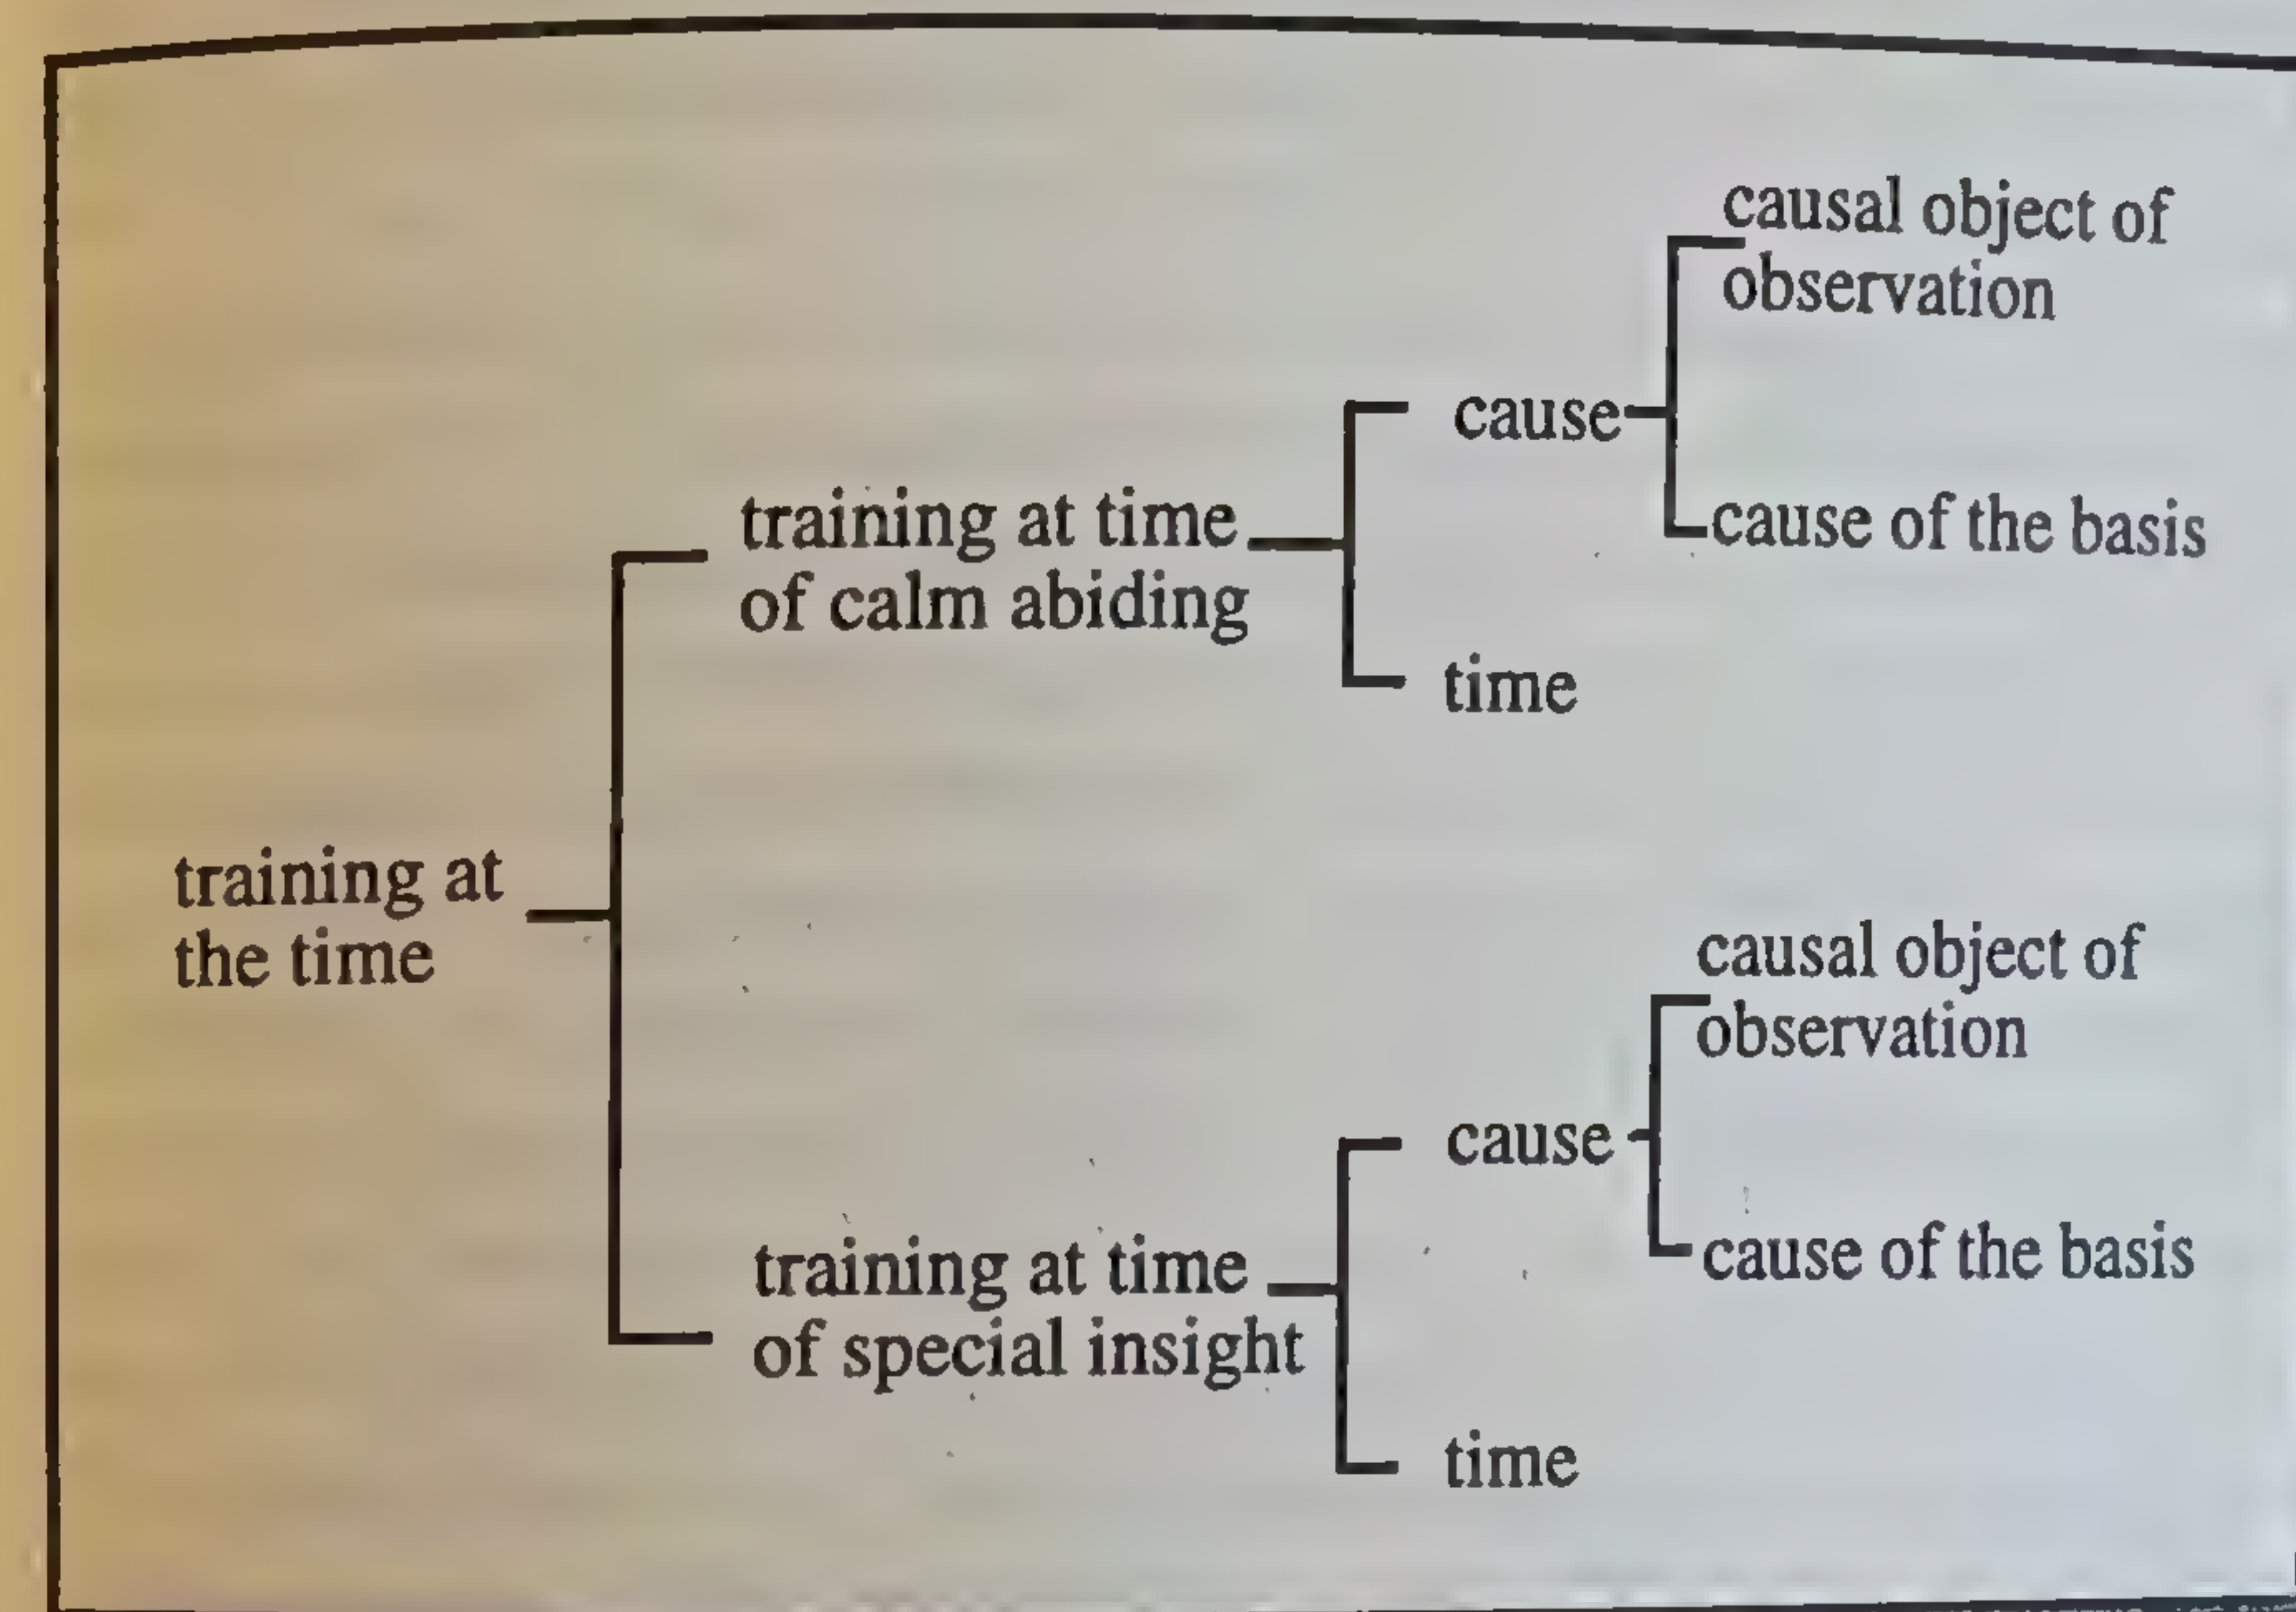 causal object of
observation
cause
cause of the basis
training at time
of calm abiding
time
training at
the time
causal object of
observation
cause
cause of the basis
training at time
of special insight
time